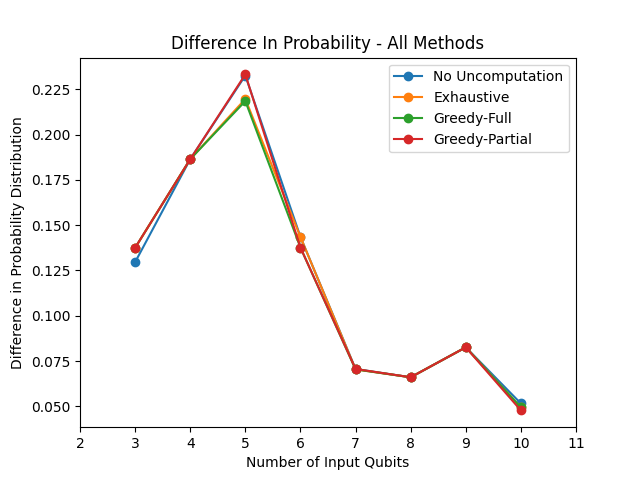 Difference In Probability - All Methods
Difference in Probability Distribution
0.225
0.200
0.175
0.150
0.125
0.100
0.075
0.050
No Uncomputation
Exhaustive
Greedy-Full
Greedy-Partial
2 3 4 5 6 7 8 9 10 11
Number of Input Qubits